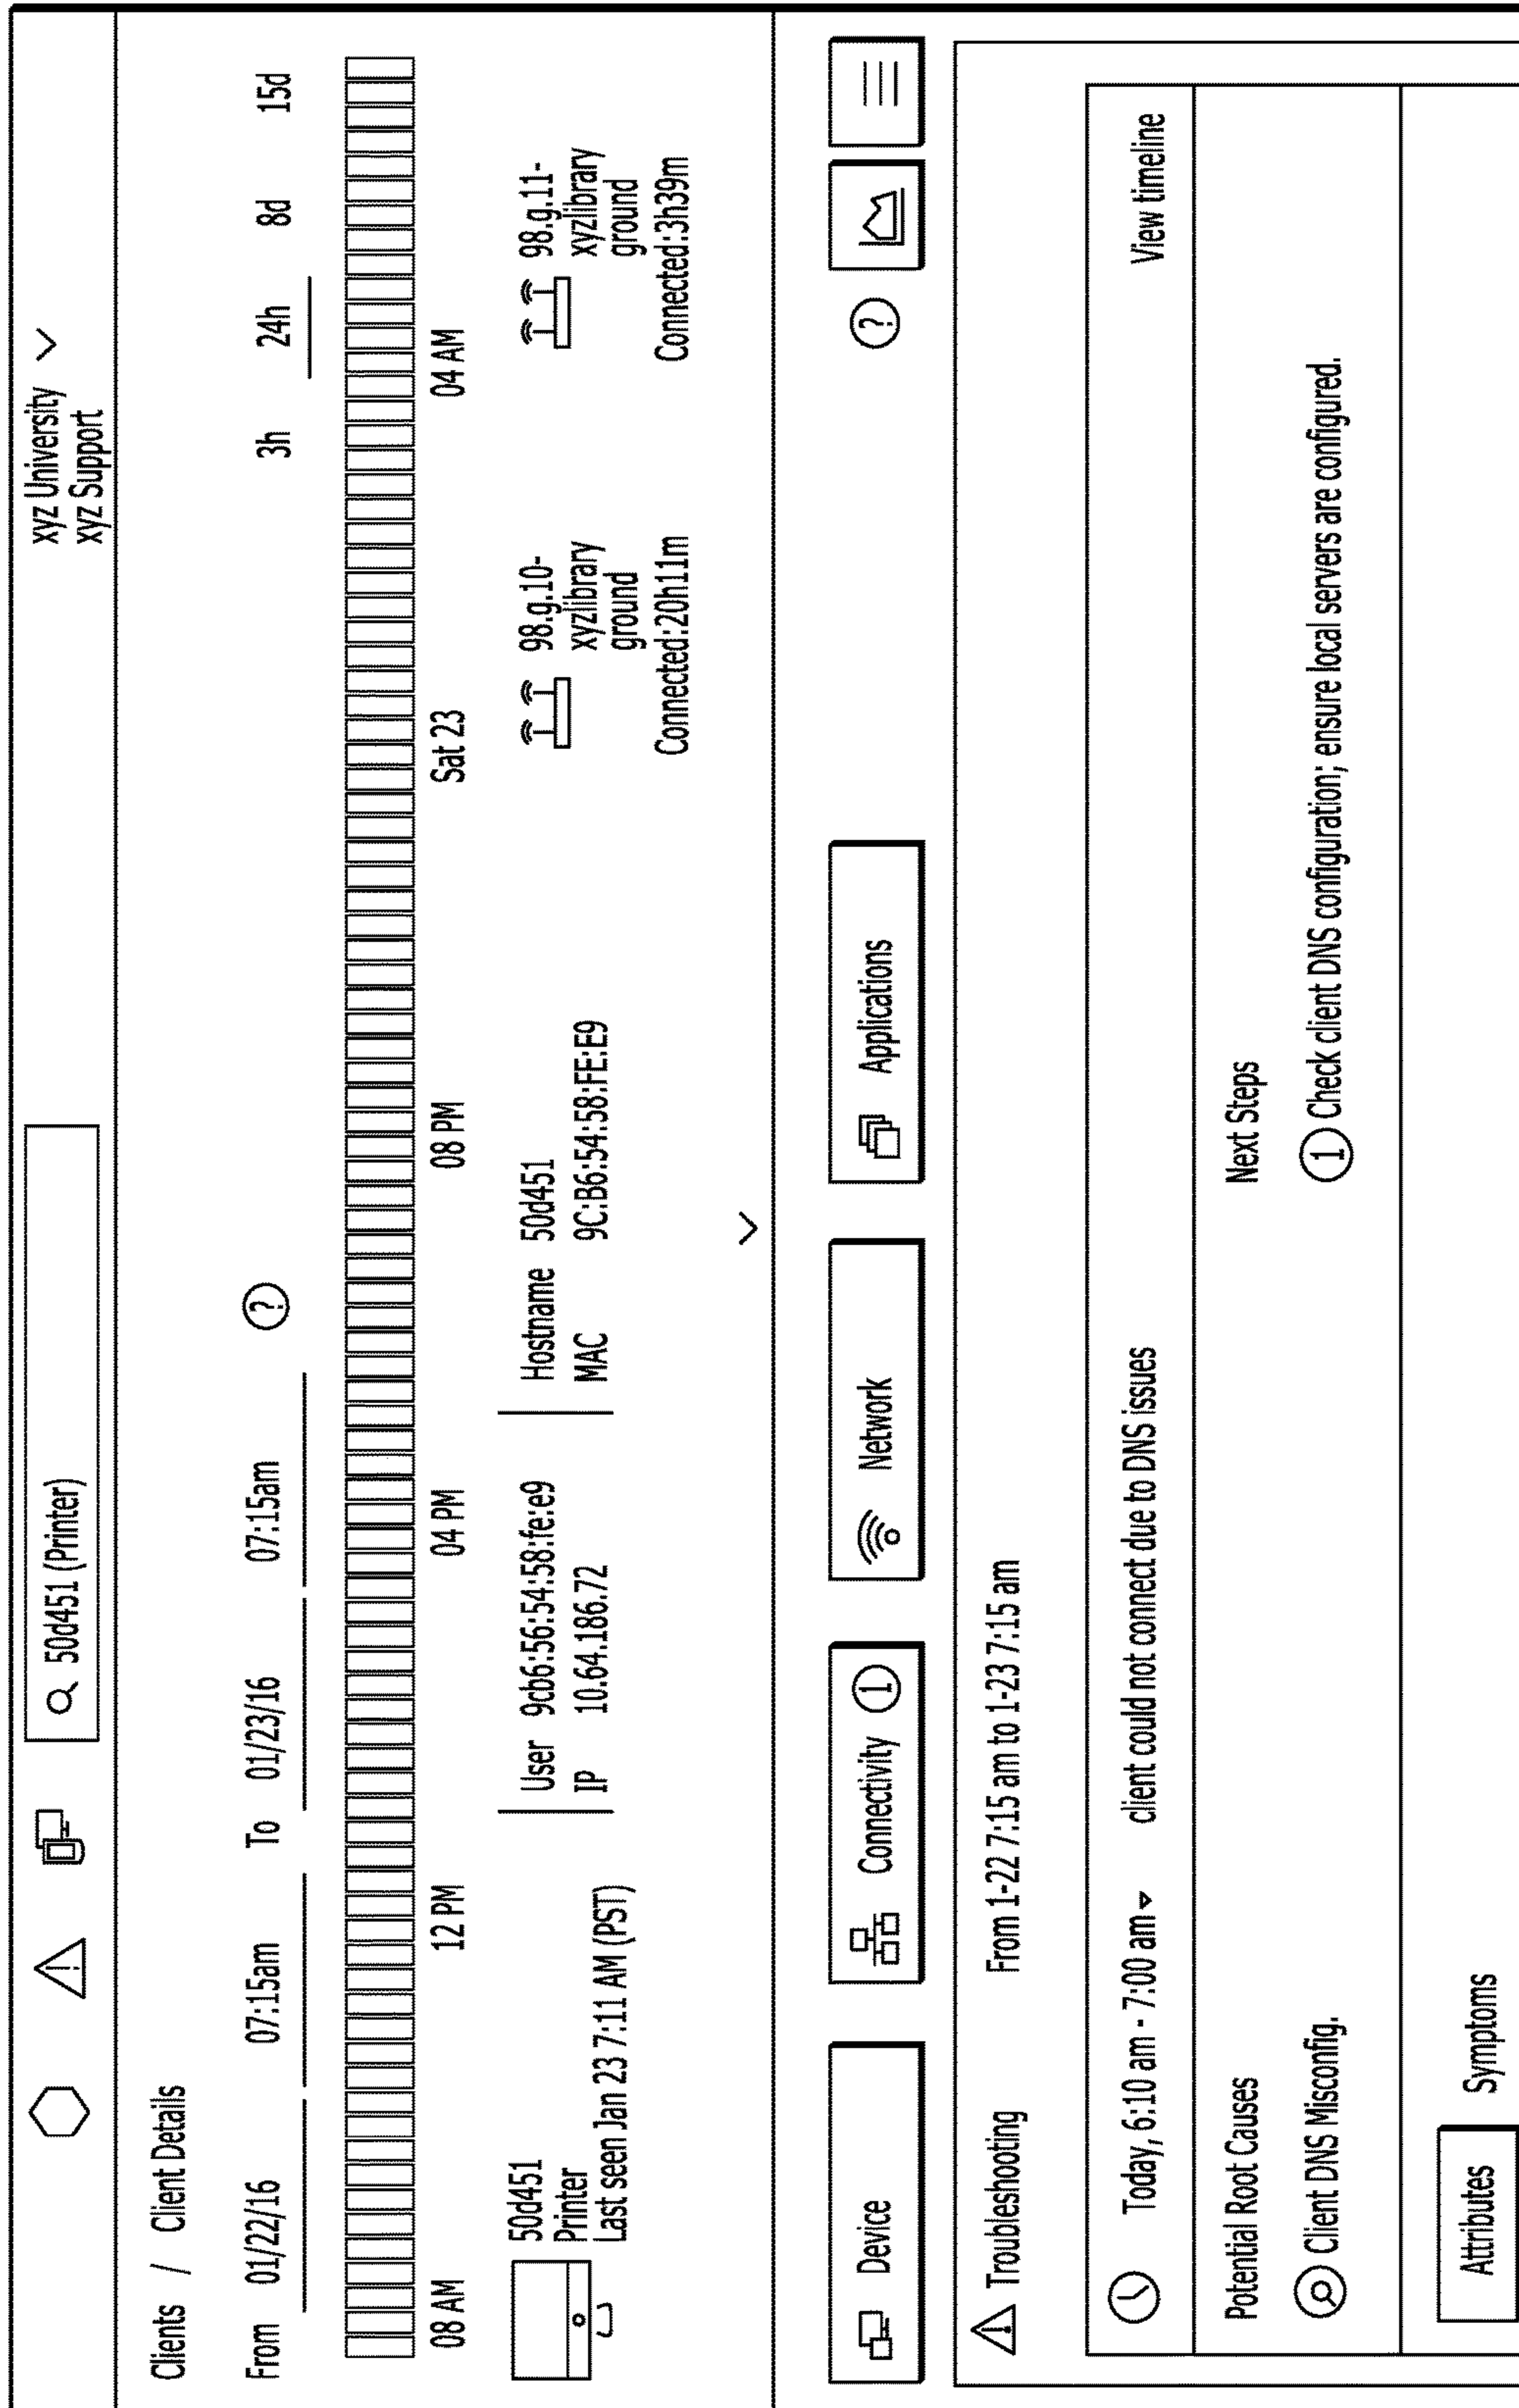 50d451 (Printer)
xyz University
xyz Support
Clients / Client Details
From 01/22/16 07:15am To 01/23/16 07:15am ? 3h 24h 8d 15d
08 AM 12 PM 04 PM 08 PM Sat 23 04 AM
50d451
Printer
Last seen Jan 23 7:11 AM (PST)
User 9cb6:56:54:58:fe:e9
IP 10.64.186.72
Hostname 50d451
MAC 9C:B6:54:58:FE:E9
98.g.10-
xyzlibrary
ground
Connected:20h11m
98.g.11-
xyzlibrary
ground
Connected:3h39m
Device Connectivity 1 Network Applications ?
Troubleshooting From 1-22 7:15 am to 1-23 7:15 am
Today, 6:10 am - 7:00 am client could not connect due to DNS issues View timeline
Potential Root Causes Next Steps
Client DNS Misconfig. 1 Check client DNS configuration; ensure local servers are configured.
Attributes Symptoms